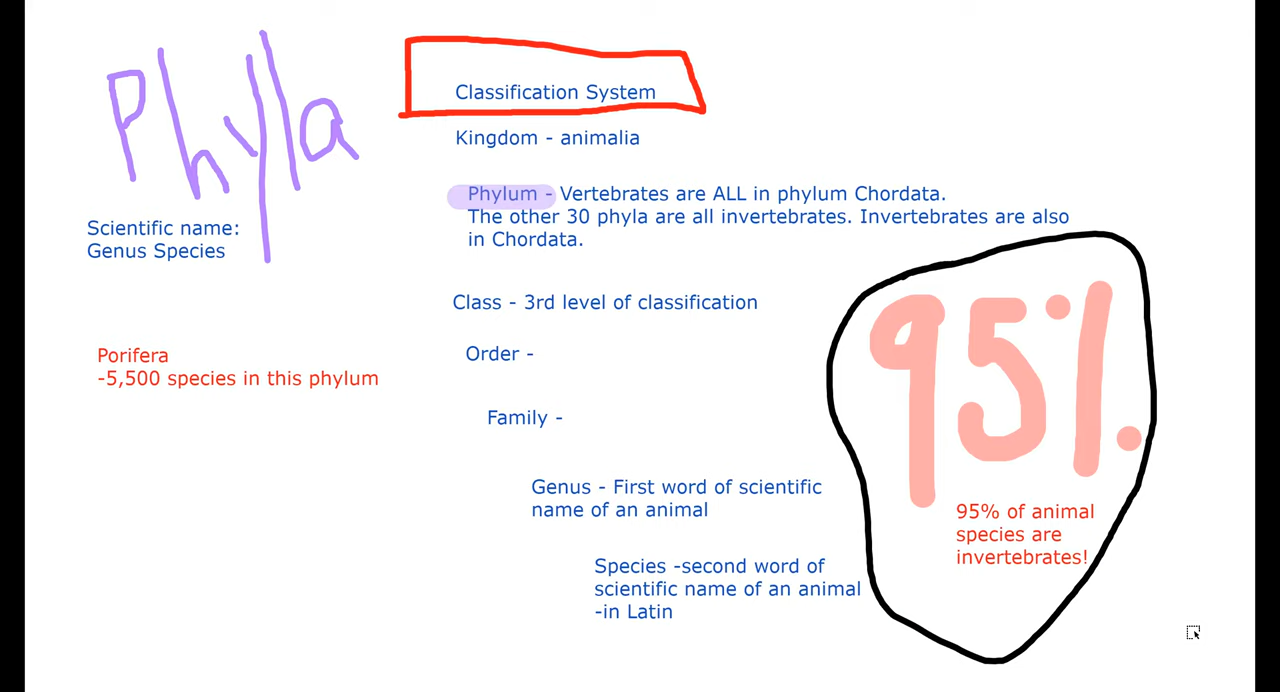 Phyla
Classification System
Kingdom - animalia
Phylum - Vertebrates are ALL in phylum Chordata.
The other 30 phyla are all invertebrates. Invertebrates are also
in Chordata.
Scientific name:
Genus Species
Class - 3rd level of classification
Order -
Porifera
-5,500 species in this phylum
Family -
95%
Genus - First word of scientific
name of an animal
95% of animal
species are
invertebrates!
Species -second word of
scientific name of an animal
-in Latin